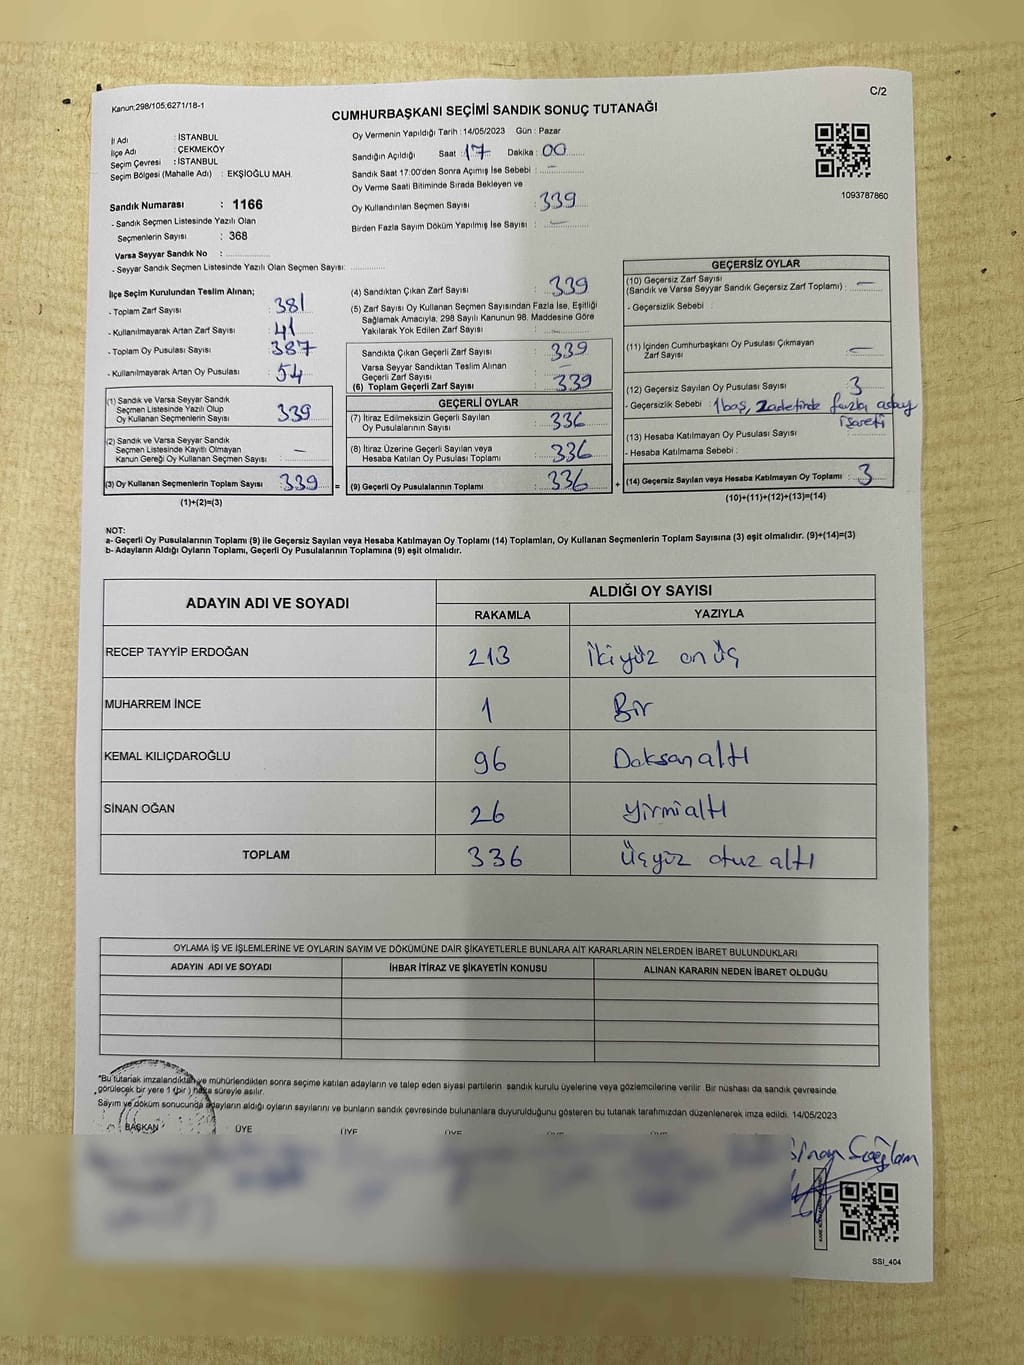 Kanun:298/105;6271/18-1
C/2
CUMHURBAŞKANI SEÇİMİ SANDIK SONUÇ TUTANAĞI
İl Adı : İSTANBUL
İlçe Adı : ÇEKMEKÖY
Seçim Çevresi : İSTANBUL
Seçim Bölgesi (Mahalle Adı) : EKŞİOĞLU MAH.
Sandık Numarası : 1166
- Sandık Seçmen Listesinde Yazılı Olan
Seçmenlerin Sayısı : 368
Varsa Seyyar Sandık No :
- Seyyar Sandık Seçmen Listesinde Yazılı Olan Seçmen Sayısı:
Oy Vermenin Yapıldığı Tarih :14/05/2023 Gün : Pazar
Sandığın Açıldığı Saat : 17 Dakika : 00
Sandık Saat 17:00'den Sonra Açımış İse Sebebi : -
Oy Verme Saati Bitiminde Sırada Bekleyen ve
Oy Kullandırılan Seçmen Sayısı : 339
Birden Fazla Sayım Döküm Yapılmış İse Sayısı : -
1093787860
İlçe Seçim Kurulundan Teslim Alınan;
- Toplam Zarf Sayısı : 381
- Kullanılmayarak Artan Zarf Sayısı : 41
- Toplam Oy Pusulası Sayısı : 387
- Kullanılmayarak Artan Oy Pusulası : 54
(1) Sandık ve Varsa Seyyar Sandık
Seçmen Listesinde Yazılı Olup
Oy Kullanan Seçmenlerin Sayısı : 339
(2) Sandık ve Varsa Seyyar Sandık
Seçmen Listesinde Kayıtlı Olmayan
Kanun Gereği Oy Kullanan Seçmen Sayısı : -
(3) Oy Kullanan Seçmenlerin Toplam Sayısı : 339 =
(1)+(2)=(3)
(4) Sandıktan Çıkan Zarf Sayısı : 339
(5) Zarf Sayısı Oy Kullanan Seçmen Sayısından Fazla İse, Eşitliği
Sağlamak Amacıyla; 298 Sayılı Kanunun 98. Maddesine Göre
Yakılarak Yok Edilen Zarf Sayısı :
Sandıkta Çıkan Geçerli Zarf Sayısı : 339
Varsa Seyyar Sandıktan Teslim Alınan
Geçerli Zarf Sayısı : -
(6) Toplam Geçerli Zarf Sayısı : 339
GEÇERLİ OYLAR
(7) İtiraz Edilmeksizin Geçerli Sayılan
Oy Pusulalarının Sayısı : 336
(8) İtiraz Üzerine Geçerli Sayılan veya
Hesaba Katılan Oy Pusulası Toplamı : 336
(9) Geçerli Oy Pusulalarının Toplamı : 336 +
GEÇERSİZ OYLAR
(10) Geçersiz Zarf Sayısı
(Sandık ve Varsa Seyyar Sandık Geçersiz Zarf Toplamı) : -
- Geçersizlik Sebebi :
(11) İçinden Cumhurbaşkanı Oy Pusulası Çıkmayan
Zarf Sayısı : -
(12) Geçersiz Sayılan Oy Pusulası Sayısı : 3
- Geçersizlik Sebebi : 1 boş, 2 adetinde fazla aday
işareti
(13) Hesaba Katılmayan Oy Pusulası Sayısı :
- Hesaba Katılmama Sebebi :
(14) Geçersiz Sayılan veya Hesaba Katılmayan Oy Toplamı : 3
(10)+(11)+(12)+(13)=(14)
NOT:
a- Geçerli Oy Pusulalarının Toplamı (9) ile Geçersiz Sayılan veya Hesaba Katılmayan Oy Toplamı (14) Toplamları, Oy Kullanan Seçmenlerin Toplam Sayısına (3) eşit olmalıdır. (9)+(14)=(3)
b- Adayların Aldığı Oyların Toplamı, Geçerli Oy Pusulalarının Toplamına (9) eşit olmalıdır.
ADAYIN ADI VE SOYADI
ALDIĞI OY SAYISI
RAKAMLA YAZIYLA
RECEP TAYYİP ERDOĞAN 213 İkiyüz onüç
MUHARREM İNCE 1 Bir
KEMAL KILIÇDAROĞLU 96 Doksanaltı
SİNAN OĞAN 26 Yirmialtı
TOPLAM 336 Üçyüz otuz altı
OYLAMA İŞ VE İŞLEMLERİNE VE OYLARIN SAYIM VE DÖKÜMÜNE DAİR ŞİKAYETLERLE BUNLARA AİT KARARLARIN NELERDEN İBARET BULUNDUKLARI
ADAYIN ADI VE SOYADI İHBAR İTİRAZ VE ŞİKAYETİN KONUSU ALINAN KARARIN NEDEN İBARET OLDUĞU
*Bu tutanak imzalandıktan ve mühürlendikten sonra seçime katılan adayların ve talep eden siyasi partilerin sandık kurulu üyelerine veya gözlemcilerine verilir. Bir nüshası da sandık çevresinde
görülecek bir yere 1 (bir) hafta süreyle asılır.
Sayım ve döküm sonucunda adayların aldığı oyların sayılarını ve bunların sandık çevresinde bulunanlara duyurulduğunu gösteren bu tutanak tarafımızdan düzenlenerek imza edildi. 14/05/2023
BAŞKAN ÜYE ÜYE ÜYE ÜYE ÜYE
SSI_404